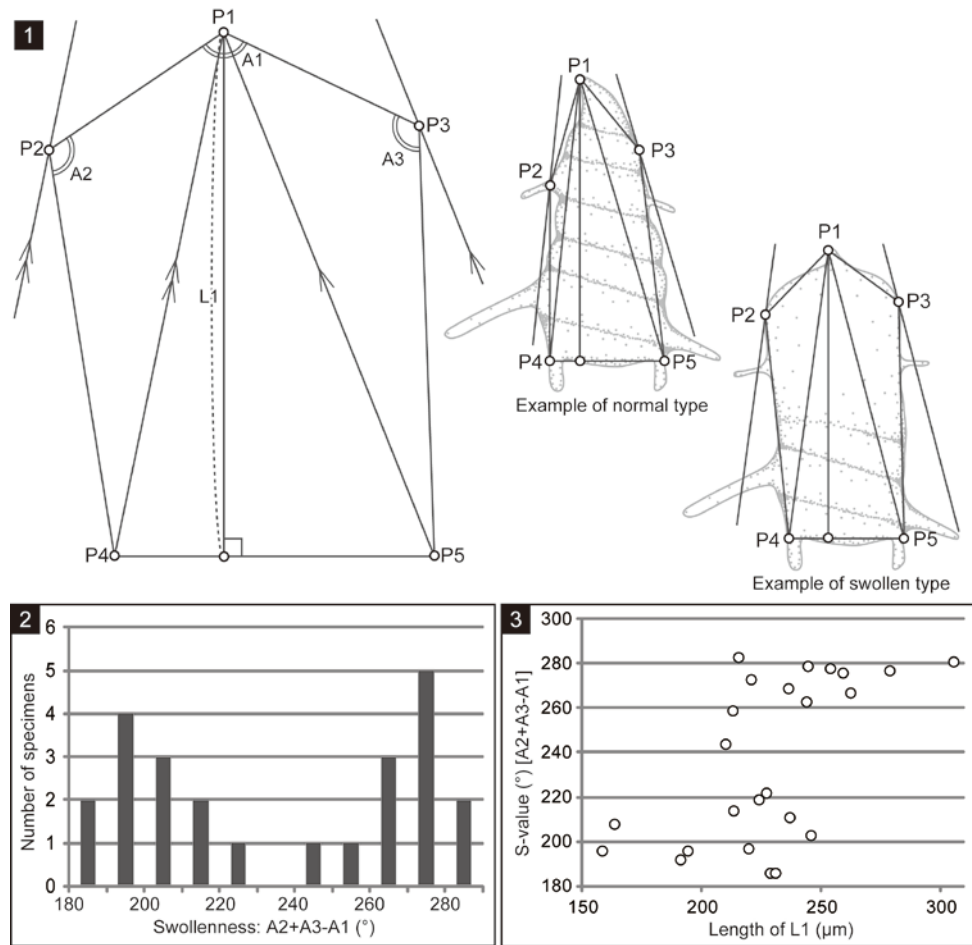 1
P1
A1
P2
A2
P3
A3
L1
P4
P5
P1
P2
P3
P4
P5
Example of normal type
P1
P2
P3
P4
P5
Example of swollen type
2
Number of specimens
6
5
4
3
2
1
0
180 200 220 240 260 280
Swollenness: A2+A3-A1 (°)
3
S-value (°) [A2+A3-A1]
300
280
260
240
220
200
180
150 200 250 300
Length of L1 (μm)